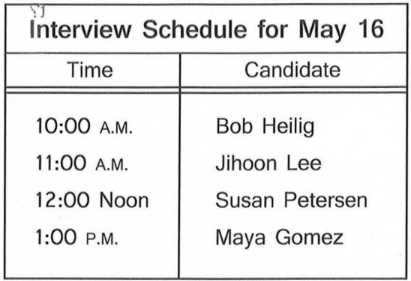 Interview Schedule for May 16
Time Candidate
10:00 A.M. Bob Heilig
11:00 A.M. Jihoon Lee
12:00 Noon Susan Petersen
1:00 P.M. Maya Gomez